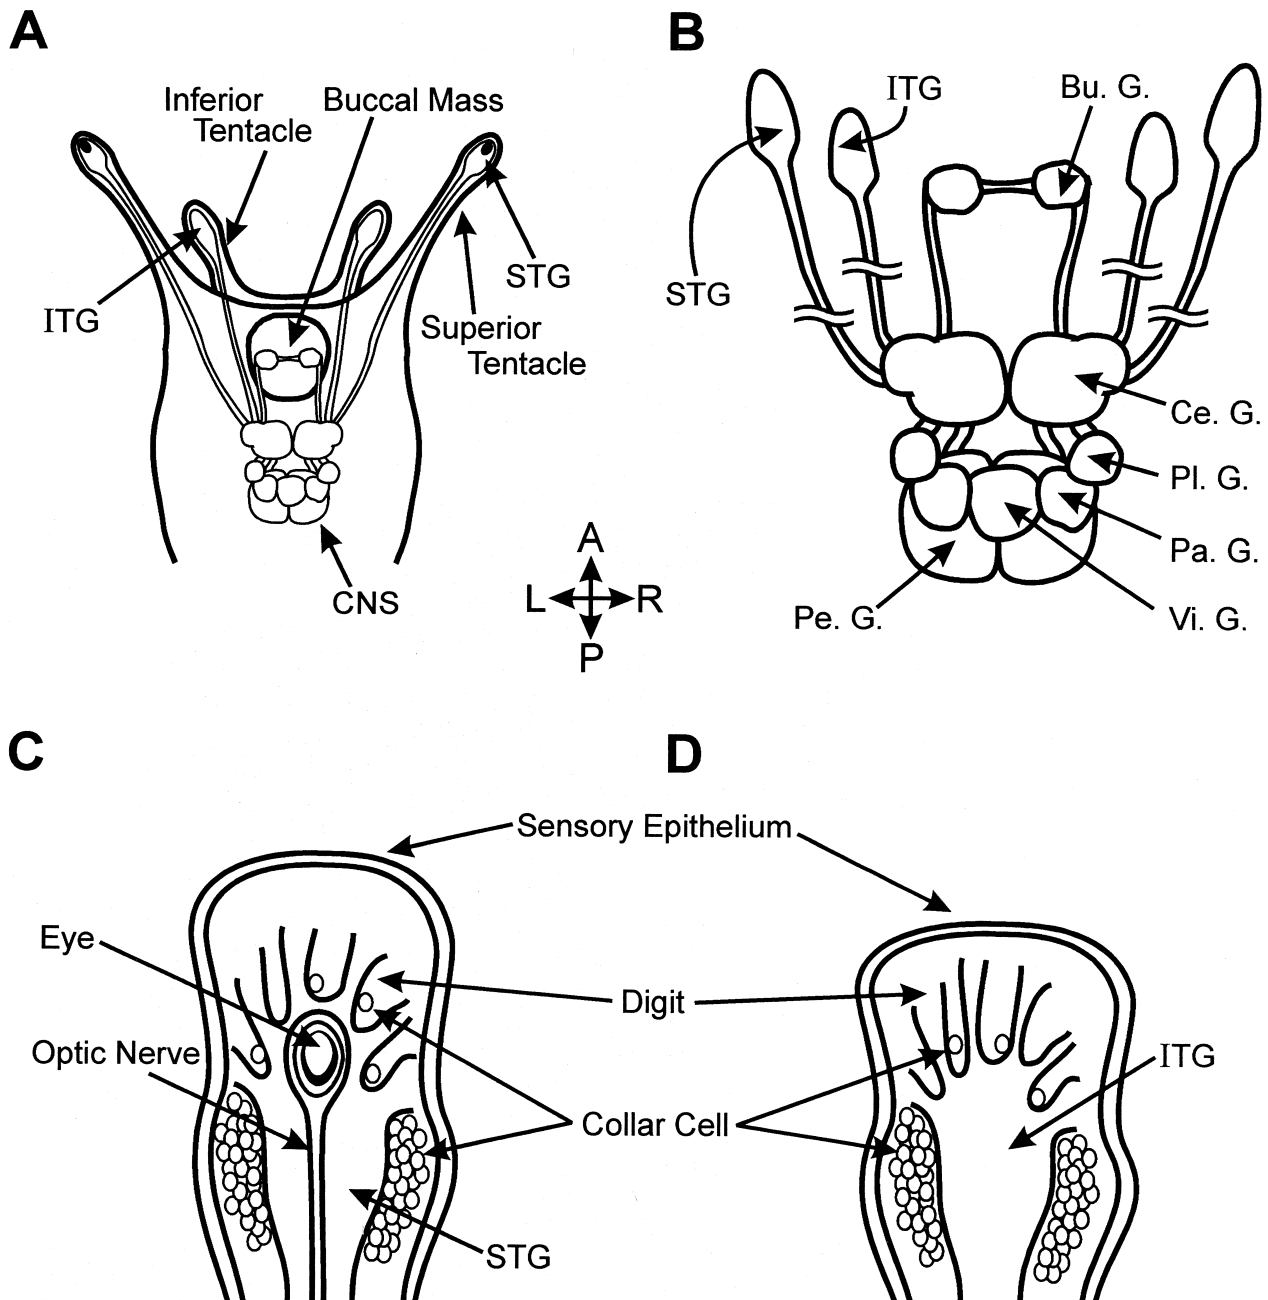 A
Inferior
Tentacle
Buccal Mass
ITG
STG
Superior
Tentacle
CNS
A
L
R
P
B
ITG
Bu. G.
STG
Ce. G.
Pl. G.
Pa. G.
Pe. G.
Vi. G.
C
D
Sensory Epithelium
Eye
Digit
Optic Nerve
ITG
Collar Cell
STG